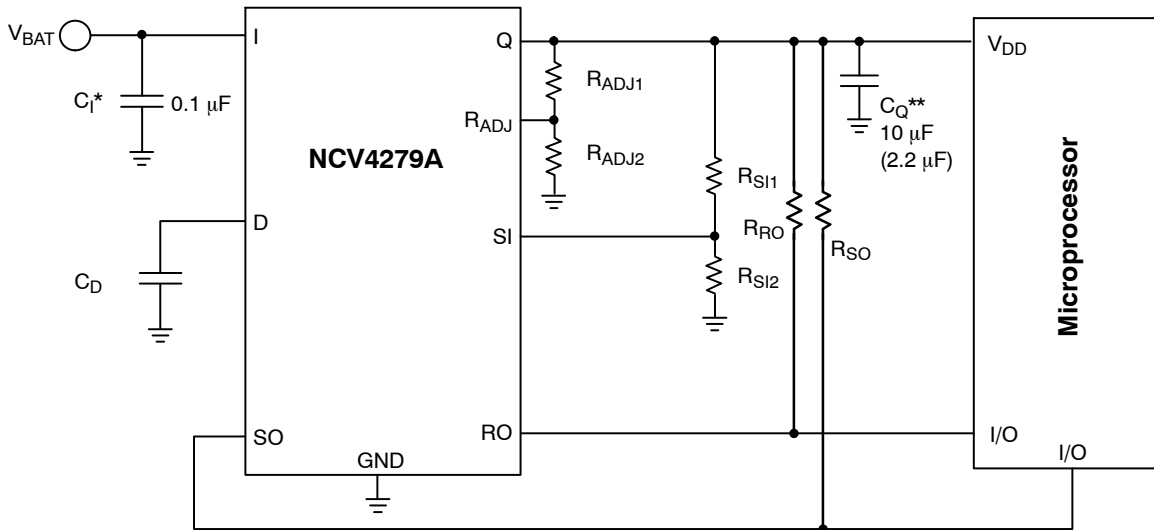 V_BAT
I
C_I*
0.1 μF
D
C_D
SO
NCV4279A
GND
Q
R_ADJ
SI
RO
R_ADJ1
R_ADJ2
R_SI1
R_SI2
R_RO
R_SO
C_Q**
10 μF
(2.2 μF)
V_DD
Microprocessor
I/O
I/O